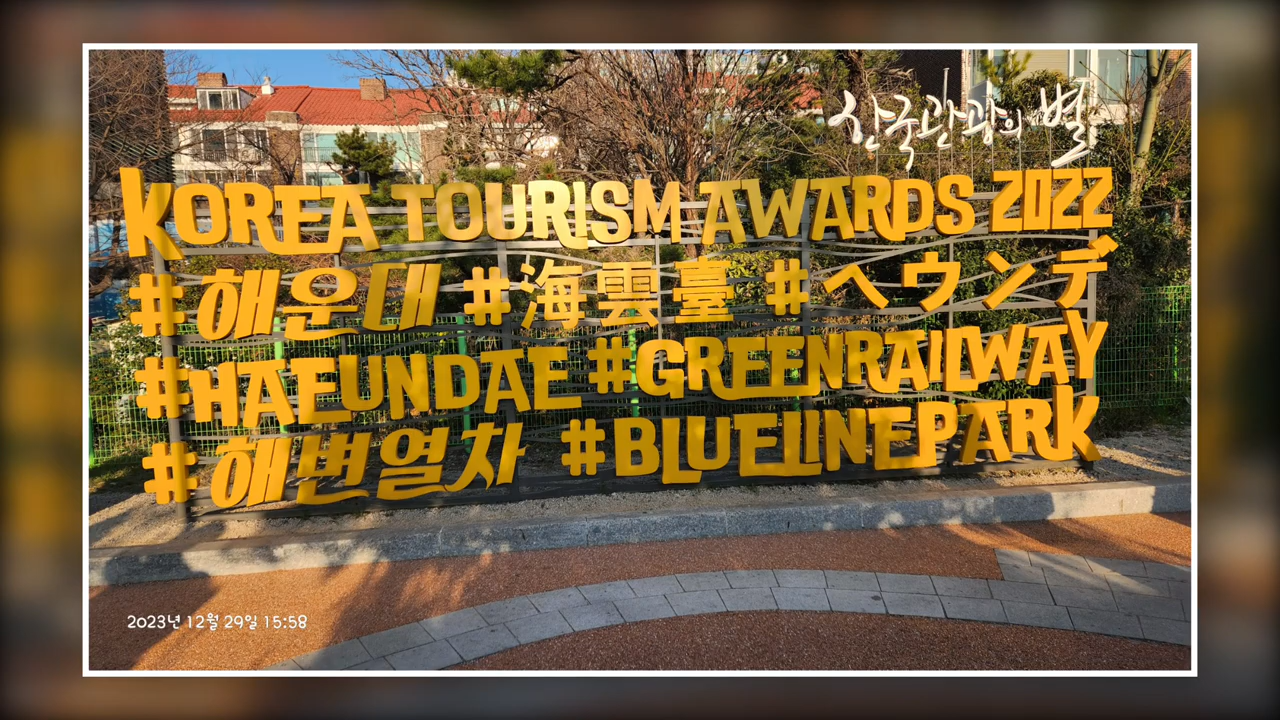 한국관광의 별
KOREA TOURISM AWARDS 2022
#해운대 #海雲臺 #ヘウンデ
#HAEUNDAE #GREENRAILWAY
#해변열차 #BLUELINEPARK
2023년 12월 29일 15:58